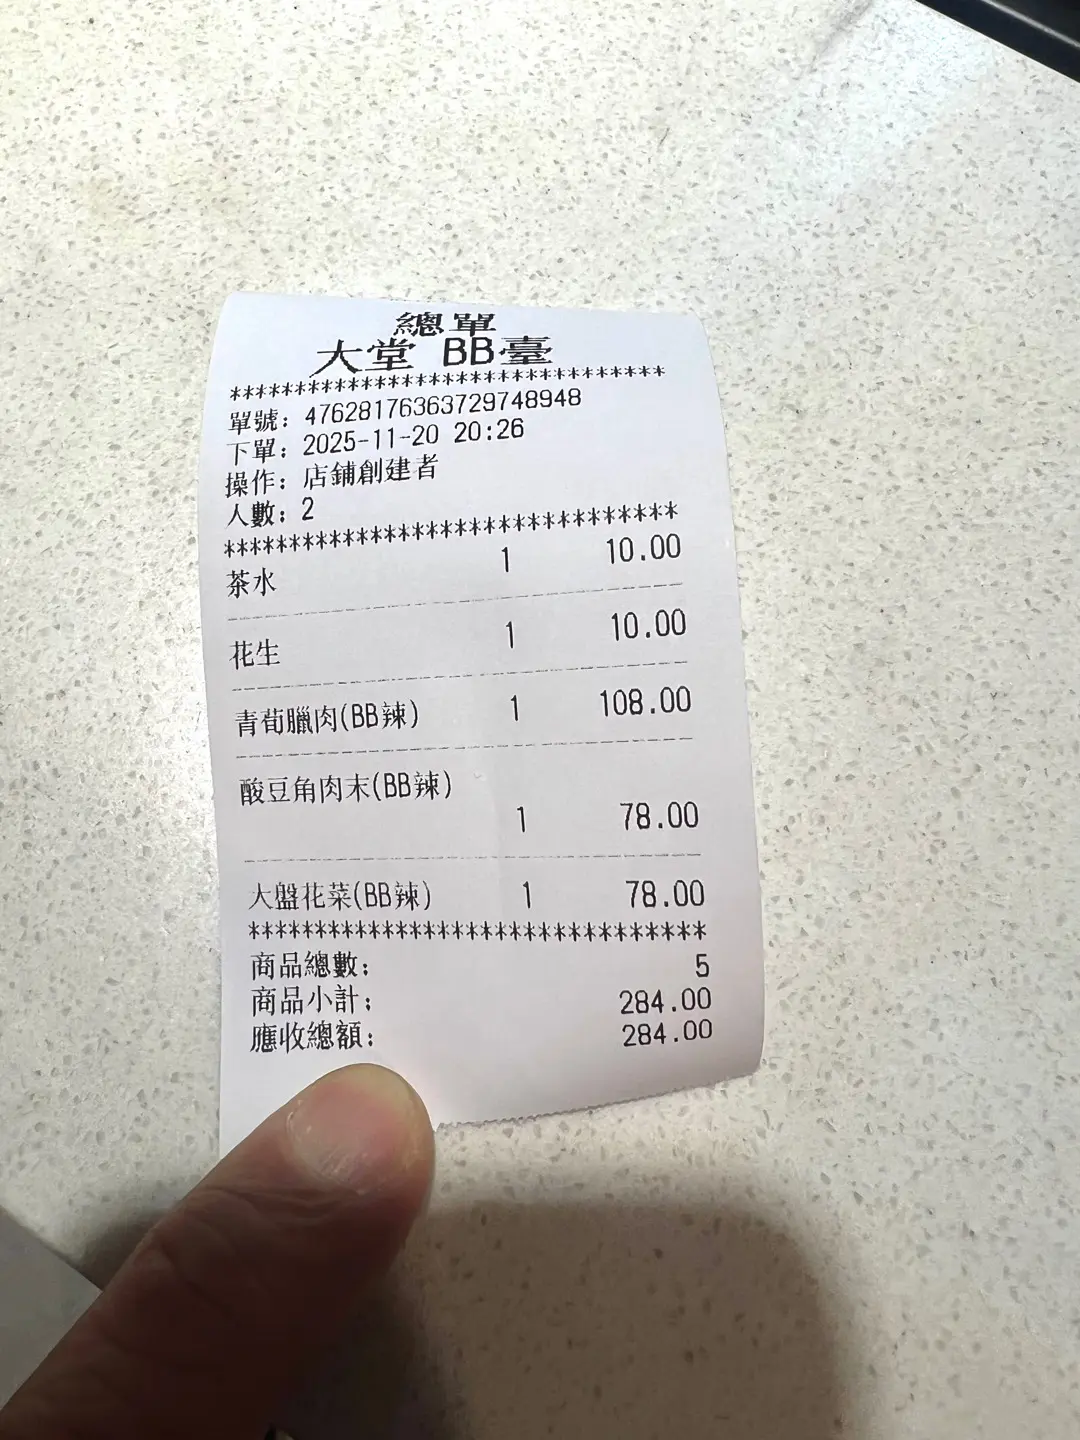 總單
大堂 BB臺
*********************************
單號: 47628176363729748948
下單: 2025-11-20 20:26
操作: 店鋪創建者
人數: 2
*********************************
茶水 1 10.00
花生 1 10.00
青荀臘肉(BB辣) 1 108.00
酸豆角肉末(BB辣)
1 78.00
大盤花菜(BB辣) 1 78.00
*********************************
商品總數: 5
商品小計: 284.00
應收總額: 284.00